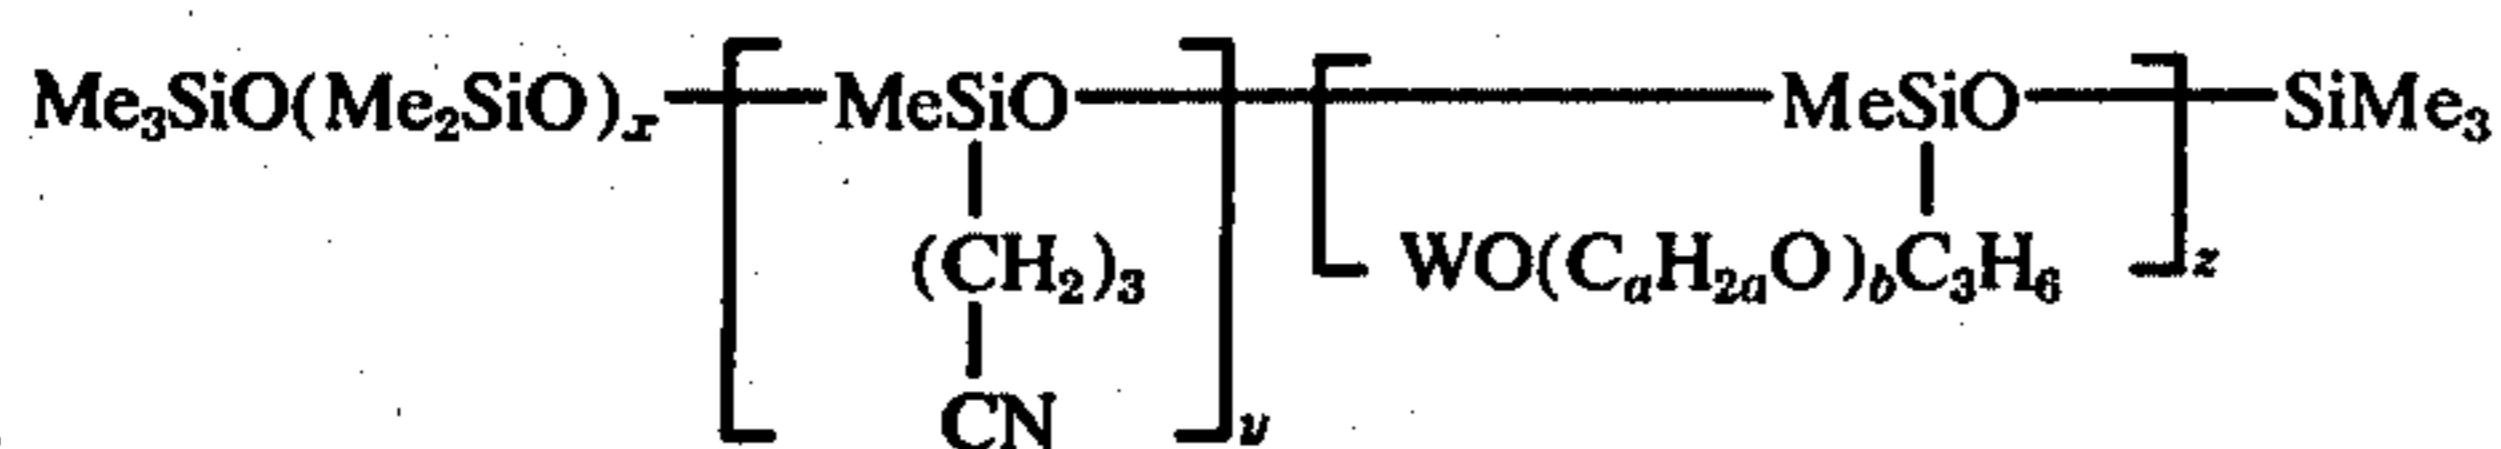 Me₃SiO(Me₂SiO)ₓ MeSiO MeSiO SiMe₃
(CH₂)₃ y WO(CₐH₂ₐO)bC₃H₆ z
CN